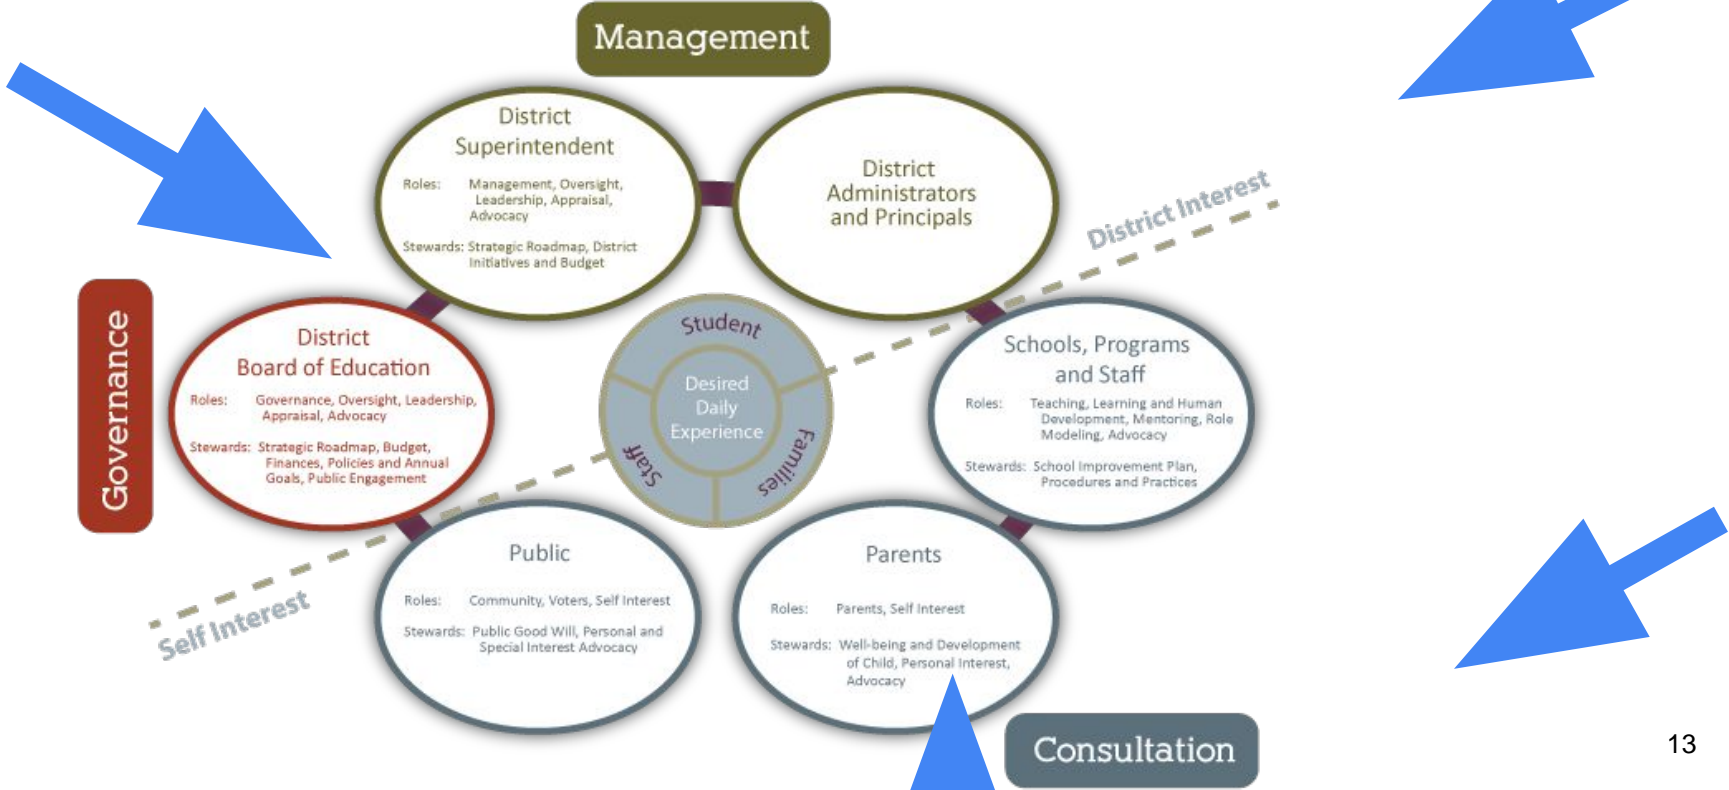 Management
District
Superintendent
Roles: Management, Oversight,
Leadership, Appraisal,
Advocacy
Stewards: Strategic Roadmap, District
Initiatives and Budget
District
Administrators
and Principals
District Interest
Governance
District
Board of Education
Roles: Governance, Oversight, Leadership,
Appraisal, Advocacy
Stewards: Strategic Roadmap, Budget,
Finances, Policies and Annual
Goals, Public Engagement
Student
Desired
Daily
Experience
Staff
Families
Schools, Programs
and Staff
Roles: Teaching, Learning and Human
Development, Mentoring, Role
Modeling, Advocacy
Stewards: School Improvement Plan,
Procedures and Practices
Self Interest
Public
Roles: Community, Voters, Self Interest
Stewards: Public Good Will, Personal and
Special Interest Advocacy
Parents
Roles: Parents, Self Interest
Stewards: Well-being and Development
of Child, Personal Interest,
Advocacy
Consultation
13